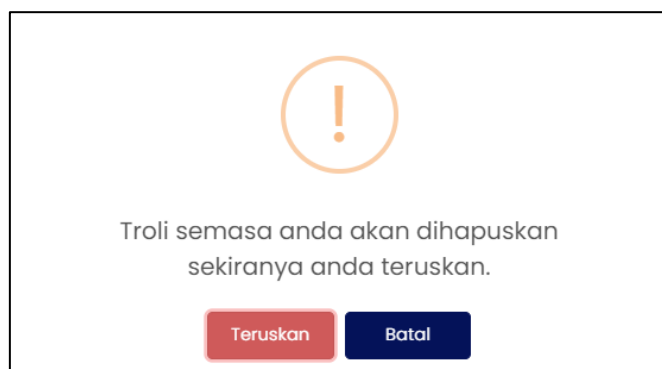 Troli semasa anda akan dihapuskan
sekiranya anda teruskan.
Teruskan Batal